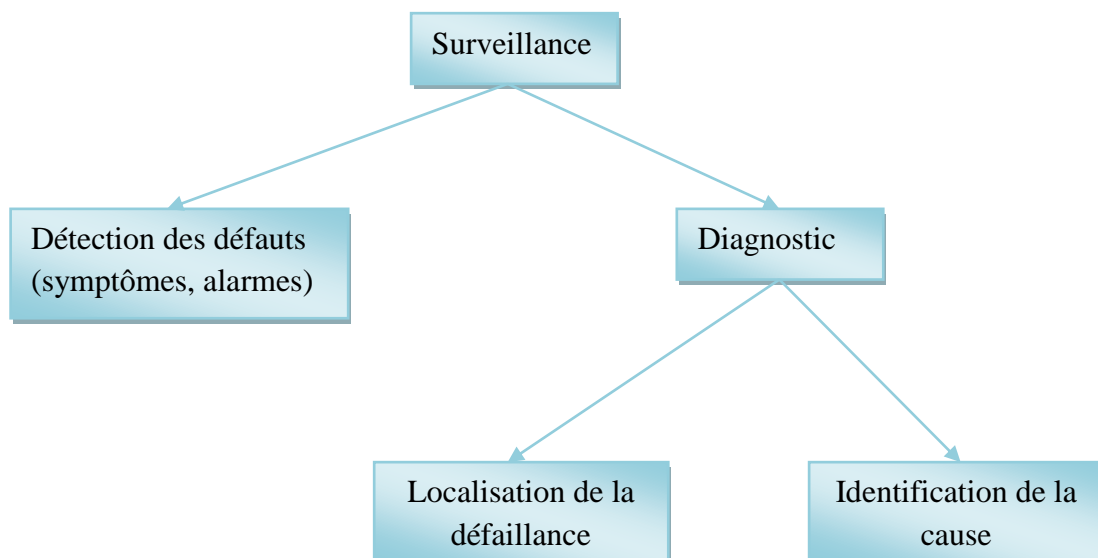 Surveillance
Détection des défauts
(symptômes, alarmes)
Diagnostic
Localisation de la
défaillance
Identification de la
cause